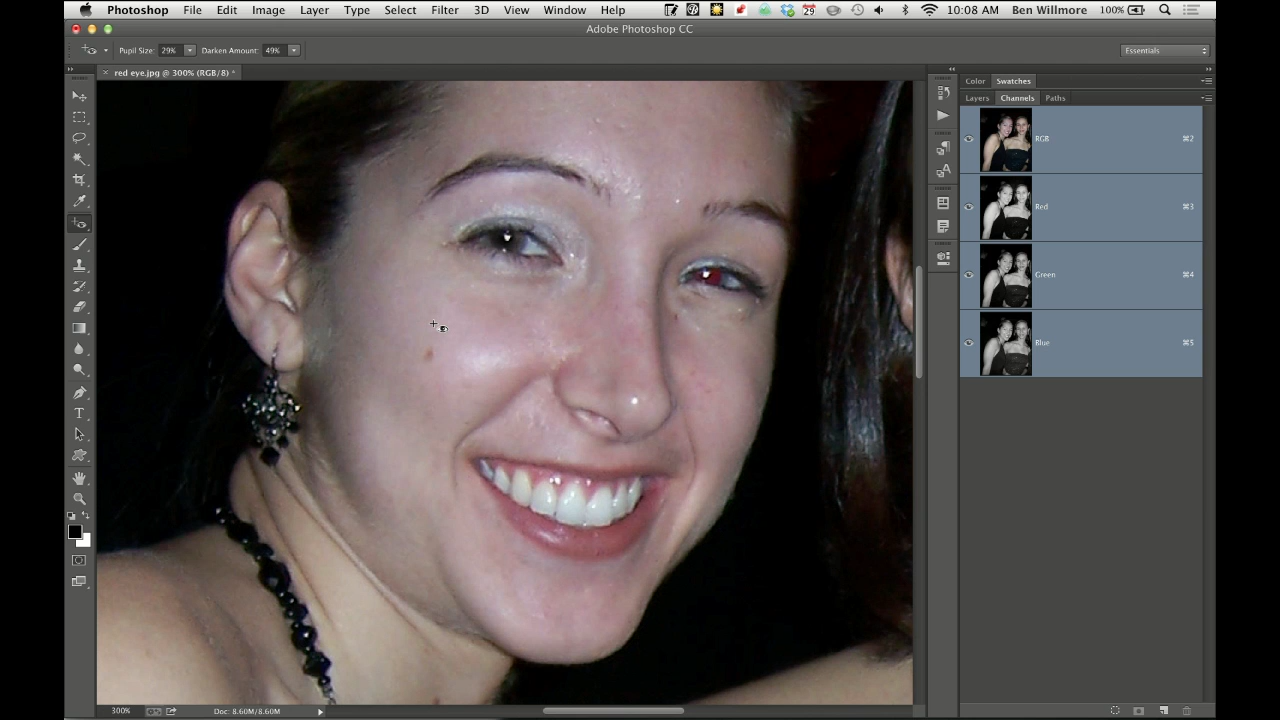 Photoshop File Edit Image Layer Type Select Filter 3D View Window Help 29 10:08 AM Ben Willmore 100%
Adobe Photoshop CC
Pupil Size: 29% Darken Amount: 49% Essentials
× red eye.jpg @ 300% (RGB/8) *
Color Swatches
Layers Channels Paths
RGB ⌘2
Red ⌘3
Green ⌘4
Blue ⌘5
300% Doc: 8.60M/8.60M